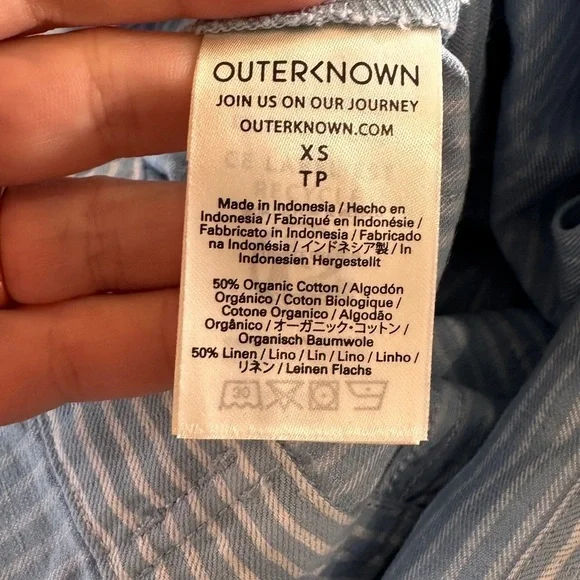 OUTERKNOWN
JOIN US ON OUR JOURNEY
OUTERKNOWN.COM
XS
TP
Made in Indonesia / Hecho en
Indonesia / Fabriqué en Indonésie /
Fabbricato in Indonesia / Fabricado
na Indonésia / インドネシア製 / In
Indonesien Hergestellt
50% Organic Cotton / Algodón
Orgánico / Coton Biologique /
Cotone Organico / Algodão
Orgânico / オーガニック・コットン /
Organisch Baumwole
50% Linen / Lino / Lin / Lino / Linho /
リネン / Leinen Flachs